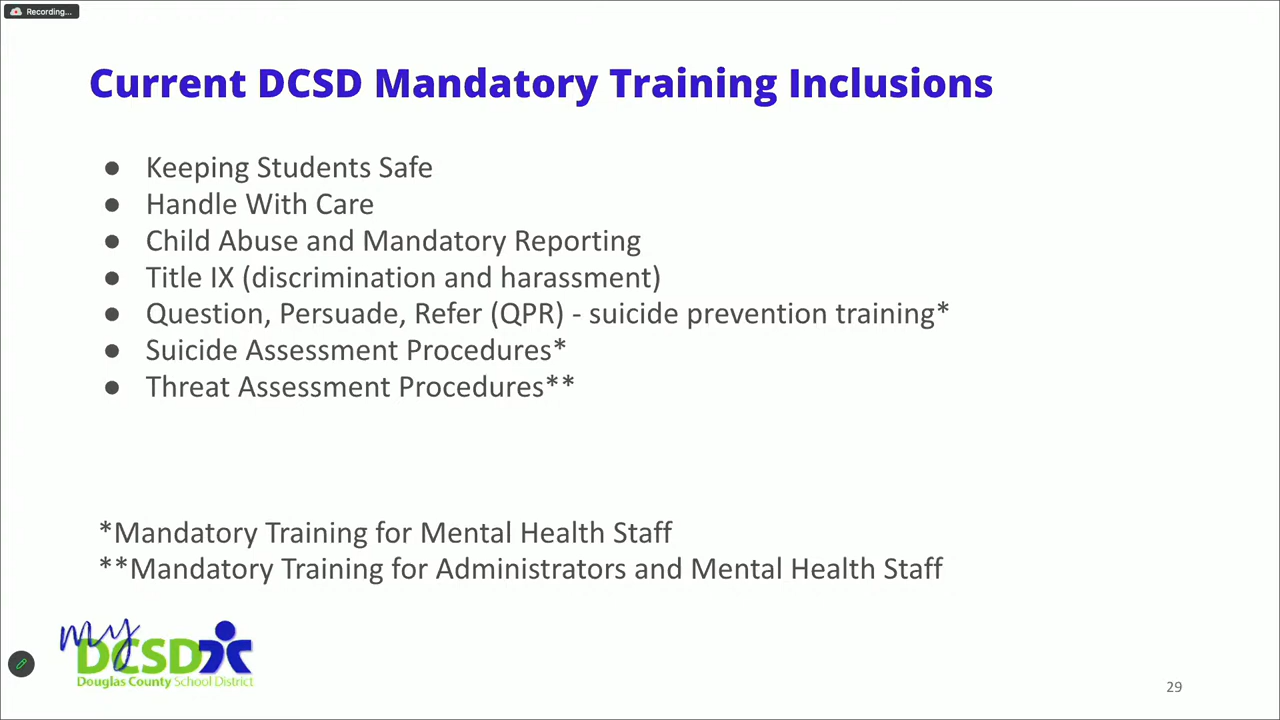 Recording...
Current DCSD Mandatory Training Inclusions
● Keeping Students Safe
● Handle With Care
● Child Abuse and Mandatory Reporting
● Title IX (discrimination and harassment)
● Question, Persuade, Refer (QPR) - suicide prevention training*
● Suicide Assessment Procedures*
● Threat Assessment Procedures**
*Mandatory Training for Mental Health Staff
**Mandatory Training for Administrators and Mental Health Staff
my
DCSD
Douglas County School District
29